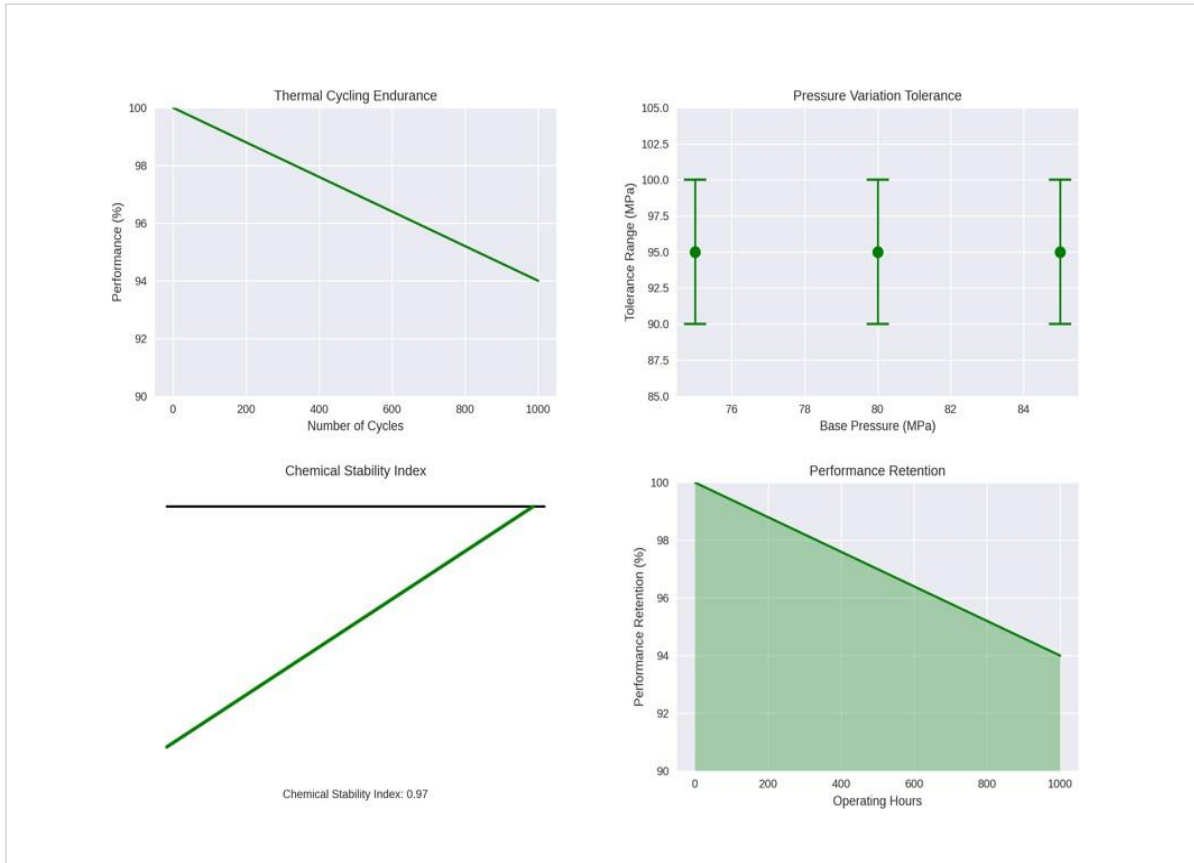 Thermal Cycling Endurance
100
98
96
94
92
90
Performance (%)
0 200 400 600 800 1000
Number of Cycles
Pressure Variation Tolerance
105.0
102.5
100.0
97.5
95.0
92.5
90.0
87.5
85.0
Tolerance Range (MPa)
76 78 80 82 84
Base Pressure (MPa)
Chemical Stability Index
Chemical Stability Index: 0.97
Performance Retention
100
98
96
94
92
90
Performance Retention (%)
0 200 400 600 800 1000
Operating Hours